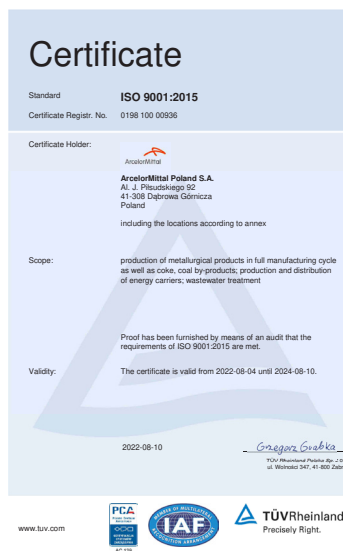 Certificate
Standard ISO 9001:2015
Certificate Registr. No. 0198 100 00936
Certificate Holder:
ArcelorMittal
ArcelorMittal Poland S.A.
Al. J. Piłsudskiego 92
41-308 Dąbrowa Górnicza
Poland
including the locations according to annex
Scope: production of metallurgical products in full manufacturing cycle
as well as coke, coal by-products; production and distribution
of energy carriers; wastewater treatment
Proof has been furnished by means of an audit that the
requirements of ISO 9001:2015 are met.
Validity: The certificate is valid from 2022-08-04 until 2024-08-10.
2022-08-10
Grzegorz Grabka
TÜV Rheinland Polska Sp. z o
ul. Wolności 347, 41-800 Zabr
www.tuv.com
PCA
MEMBER OF MULTILATERAL
IAF
RECOGNITION ARRANGEMENT
TÜVRheinland
Precisely Right.